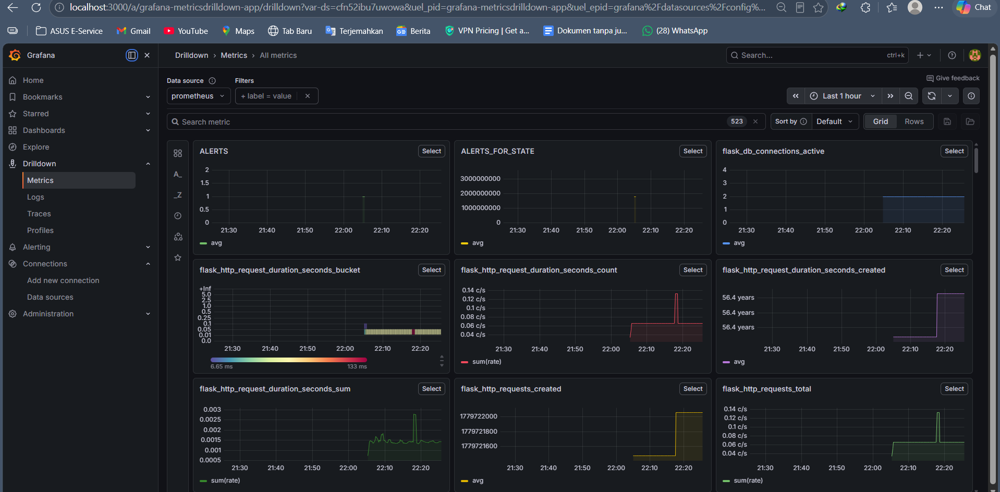 localhost:3000/a/grafana-metricsdrilldown-app/drilldown?var-ds=cfn52ibu7uwowa&uel_pid=grafana-metricsdrilldown-app&uel_epid=grafana%2Fdatasources%2Fconfig%...
Chat
ASUS E-Service
Gmail
YouTube
Maps
Tab Baru
Terjemahkan
Berita
VPN Pricing | Get a...
Dokumen tanpa ju...
(28) WhatsApp
Grafana
Drilldown › Metrics › All metrics
Search... ctrl+k
Home
Bookmarks
Starred
Dashboards
Explore
Drilldown
Metrics
Logs
Traces
Profiles
Alerting
Connections
Add new connection
Data sources
Administration
Data source
Filters
Give feedback
prometheus
+ label = value
Last 1 hour
Search metric
523
Sort by
Default
Grid
Rows
A_
_Z
ALERTS
Select
2
1.5
1
0.5
0
21:30 21:40 21:50 22:00 22:10 22:20
avg
ALERTS_FOR_STATE
Select
3000000000
2000000000
1000000000
0
21:30 21:40 21:50 22:00 22:10 22:20
avg
flask_db_connections_active
Select
4
3
2
1
0
21:30 21:40 21:50 22:00 22:10 22:20
avg
flask_http_request_duration_seconds_bucket
Select
+Inf
5.0
2.5
1.0
0.5
0.25
0.1
0.05
0.01
0.0
21:30 21:40 21:50 22:00 22:10 22:20
6.65 ms 133 ms
flask_http_request_duration_seconds_count
Select
0.14 c/s
0.12 c/s
0.1 c/s
0.08 c/s
0.06 c/s
0.04 c/s
21:30 21:40 21:50 22:00 22:10 22:20
sum(rate)
flask_http_request_duration_seconds_created
Select
56.4 years
56.4 years
56.4 years
21:30 21:40 21:50 22:00 22:10 22:20
avg
flask_http_request_duration_seconds_sum
Select
0.003
0.0025
0.002
0.0015
0.001
0.0005
21:30 21:40 21:50 22:00 22:10 22:20
sum(rate)
flask_http_requests_created
Select
1779722000
1779721800
1779721600
21:30 21:40 21:50 22:00 22:10 22:20
avg
flask_http_requests_total
Select
0.14 c/s
0.12 c/s
0.1 c/s
0.08 c/s
0.06 c/s
0.04 c/s
21:30 21:40 21:50 22:00 22:10 22:20
sum(rate)